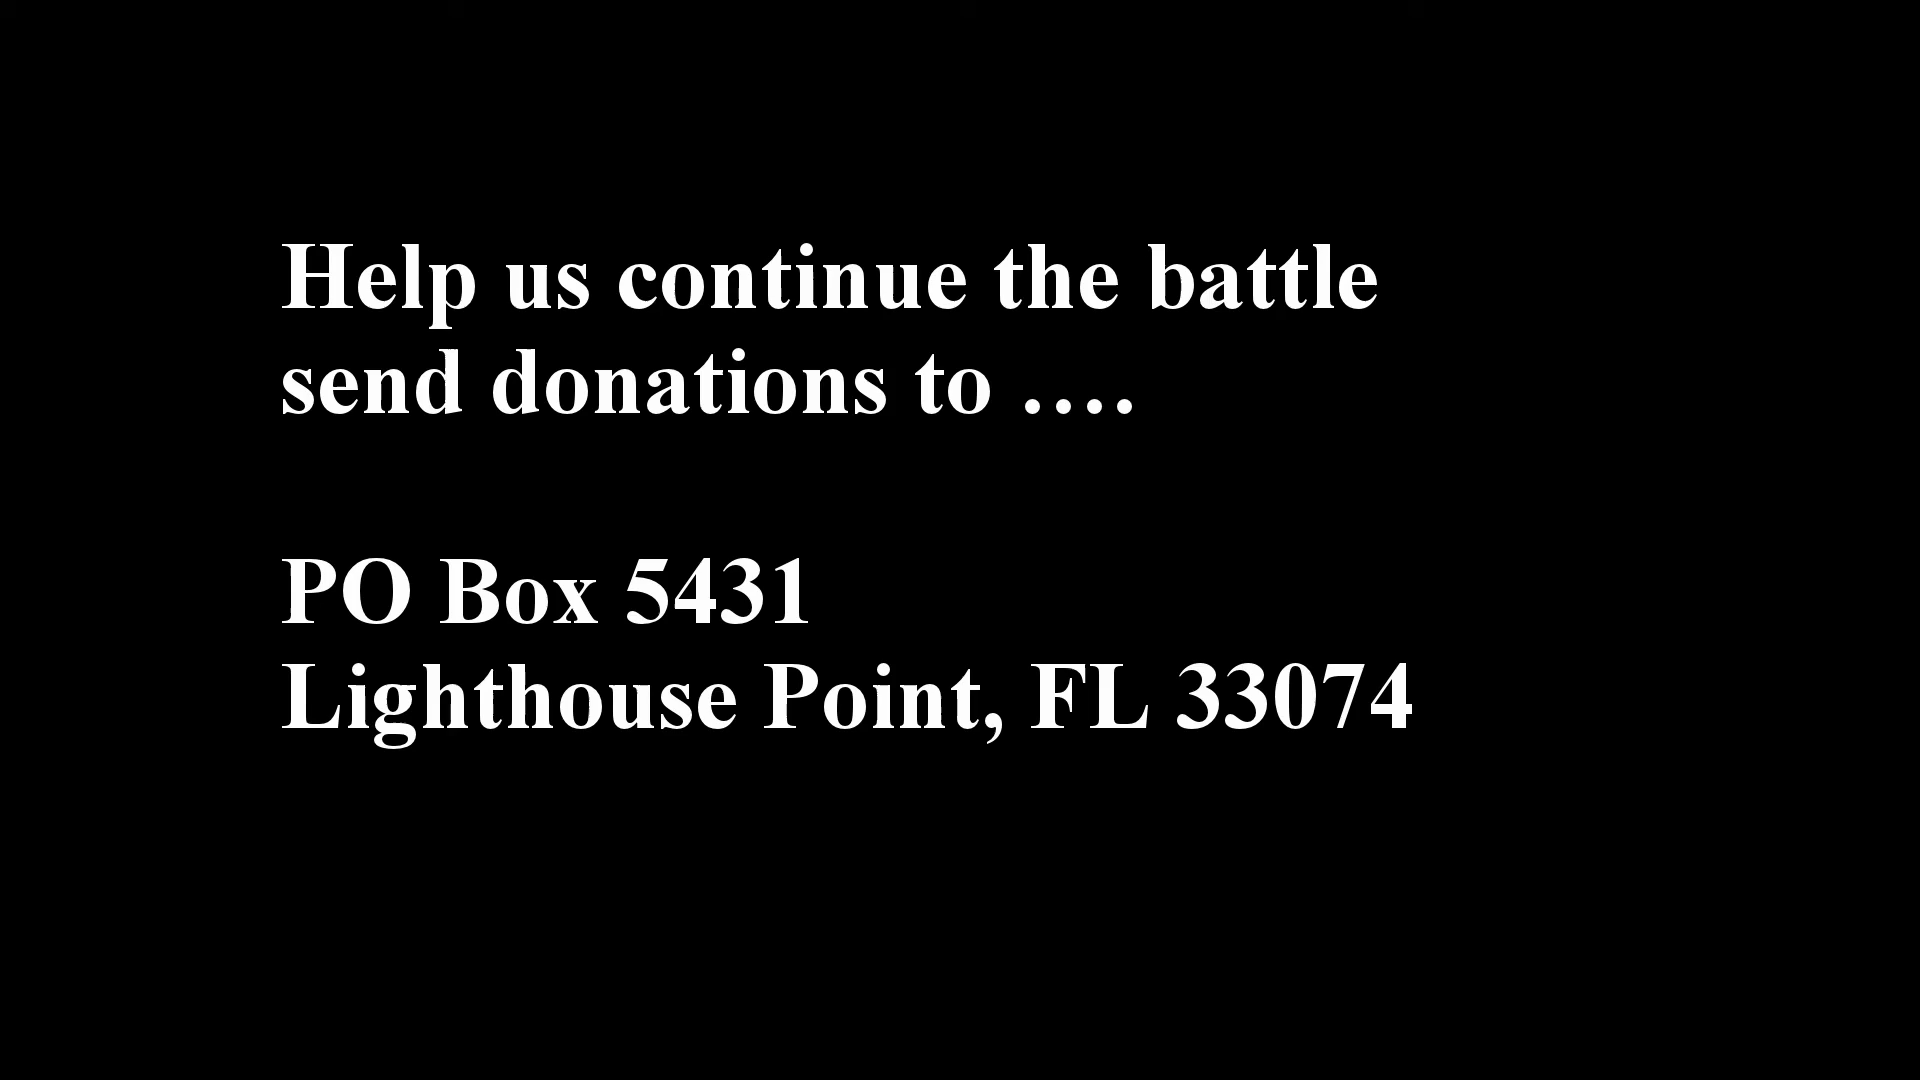 Help us continue the battle
send donations to ….
PO Box 5431
Lighthouse Point, FL 33074